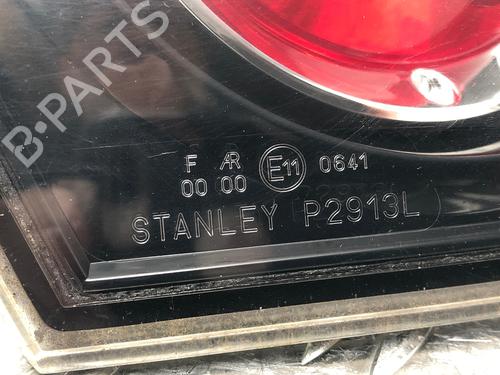 B-PARTS
F AR E11 0641
00 00
STANLEY P2913L